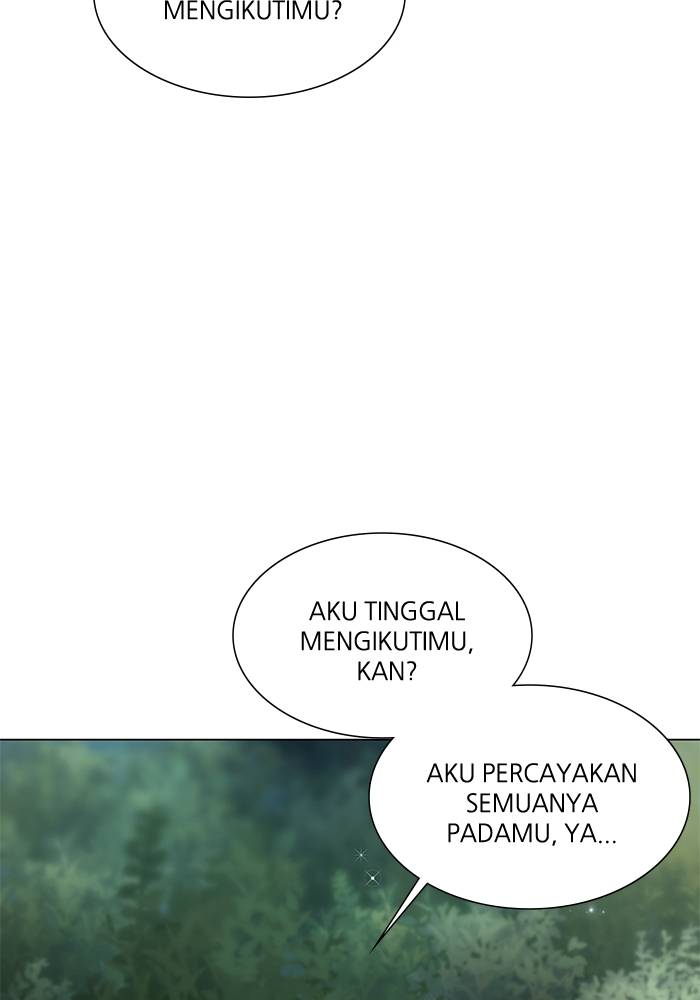 MENGIKUTIMU?
AKU TINGGAL
MENGIKUTIMU,
KAN?
AKU PERCAYAKAN
SEMUANYA
PADAMU, YA...